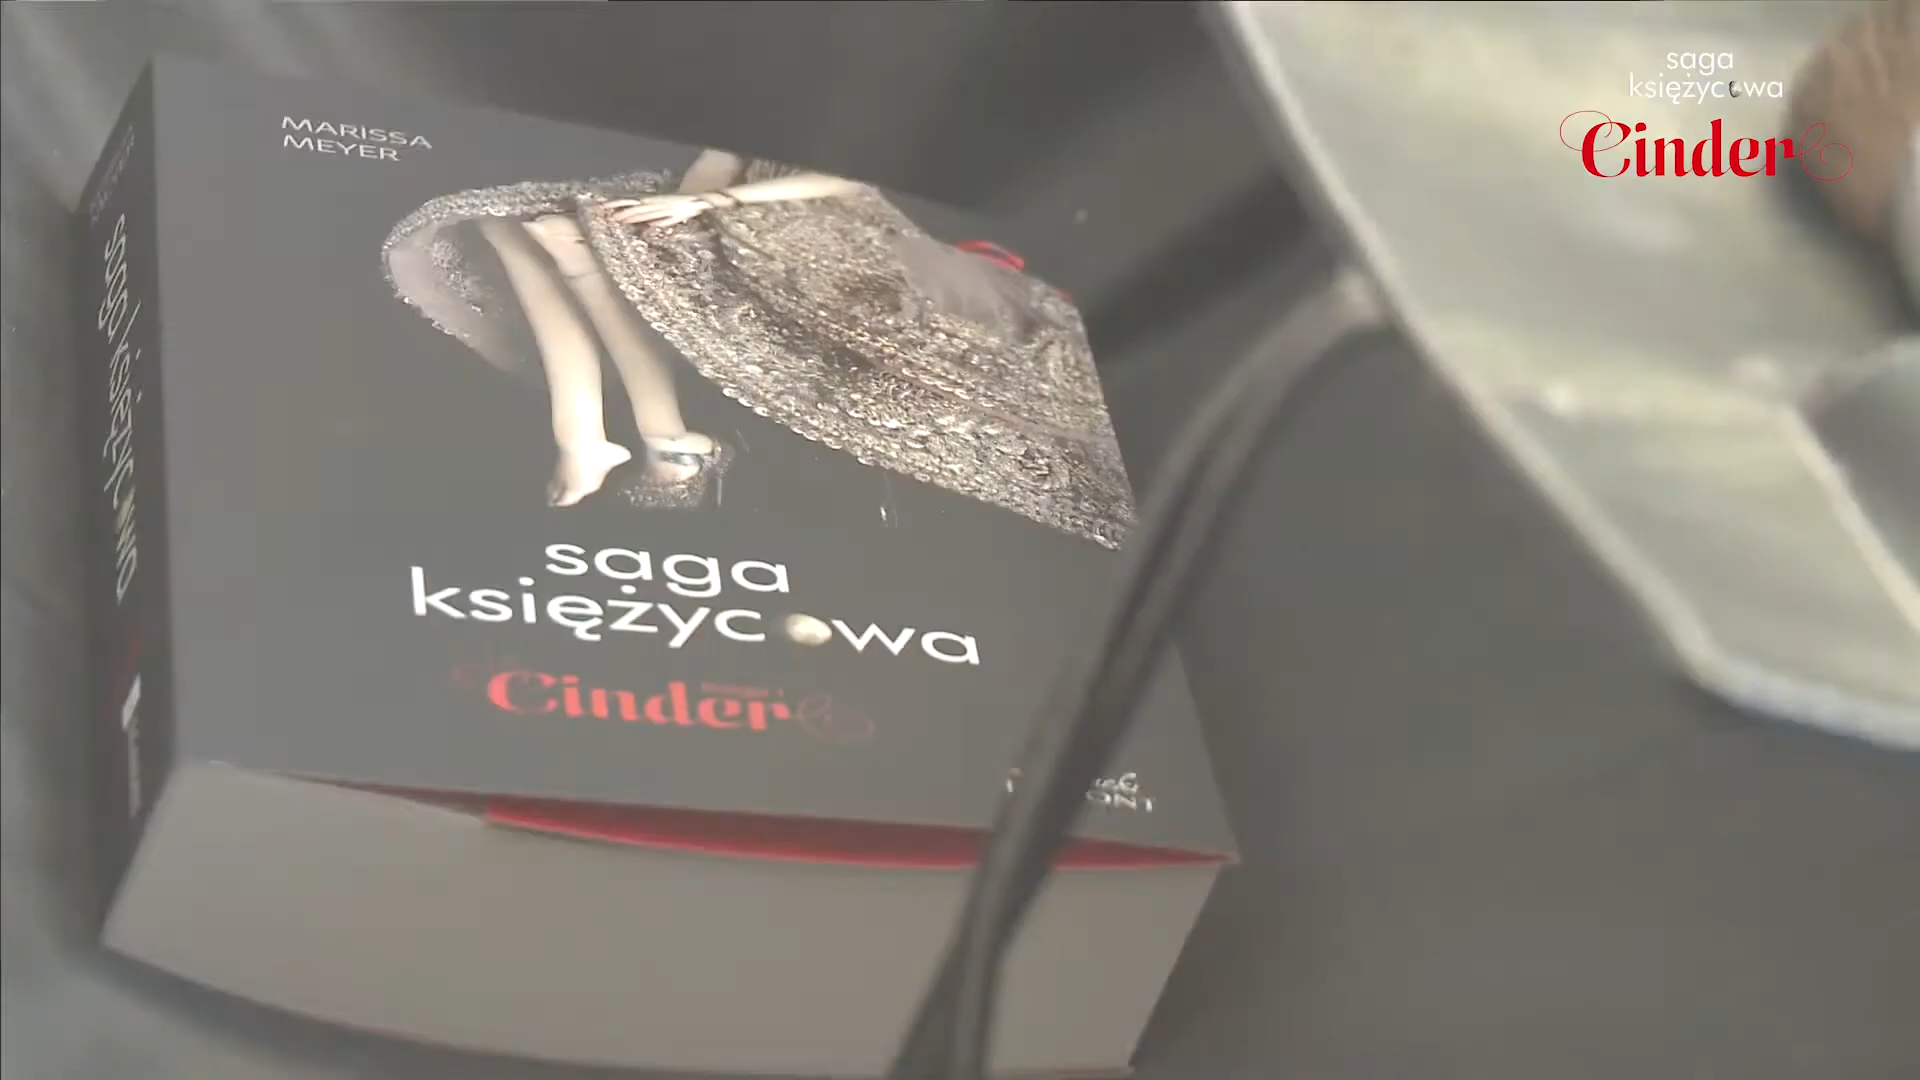 MARISSA
MEYER
saga
księżycowa
Cinder
saga księżycowa
saga
księżycowa
Cinder